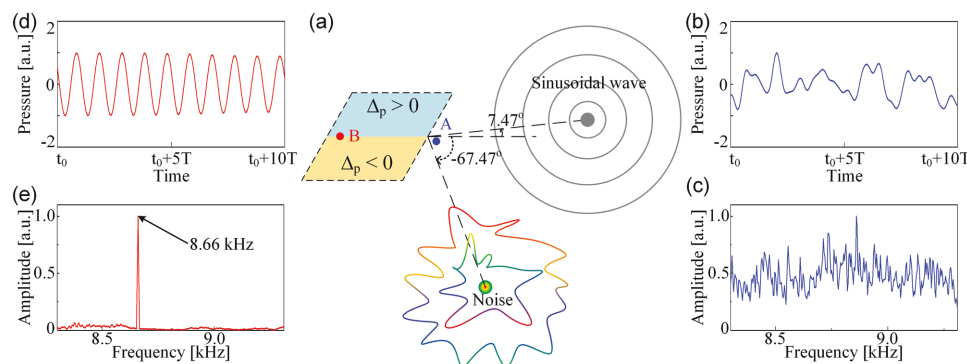 (d)
2
0
-2
Pressure [a.u.]
t₀
t₀+5T
t₀+10T
Time
(a)
Δₚ > 0
B
Δₚ < 0
A
7.47°
-67.47°
Sinusoidal wave
Noise
(b)
2
0
-2
Pressure [a.u.]
t₀
t₀+5T
t₀+10T
Time
(e)
1.0
0.5
0
Amplitude [a.u.]
8.66 kHz
8.5
9.0
Frequency [kHz]
(c)
1.0
0.5
0
Amplitude [a.u.]
8.5
9.0
Frequency [kHz]